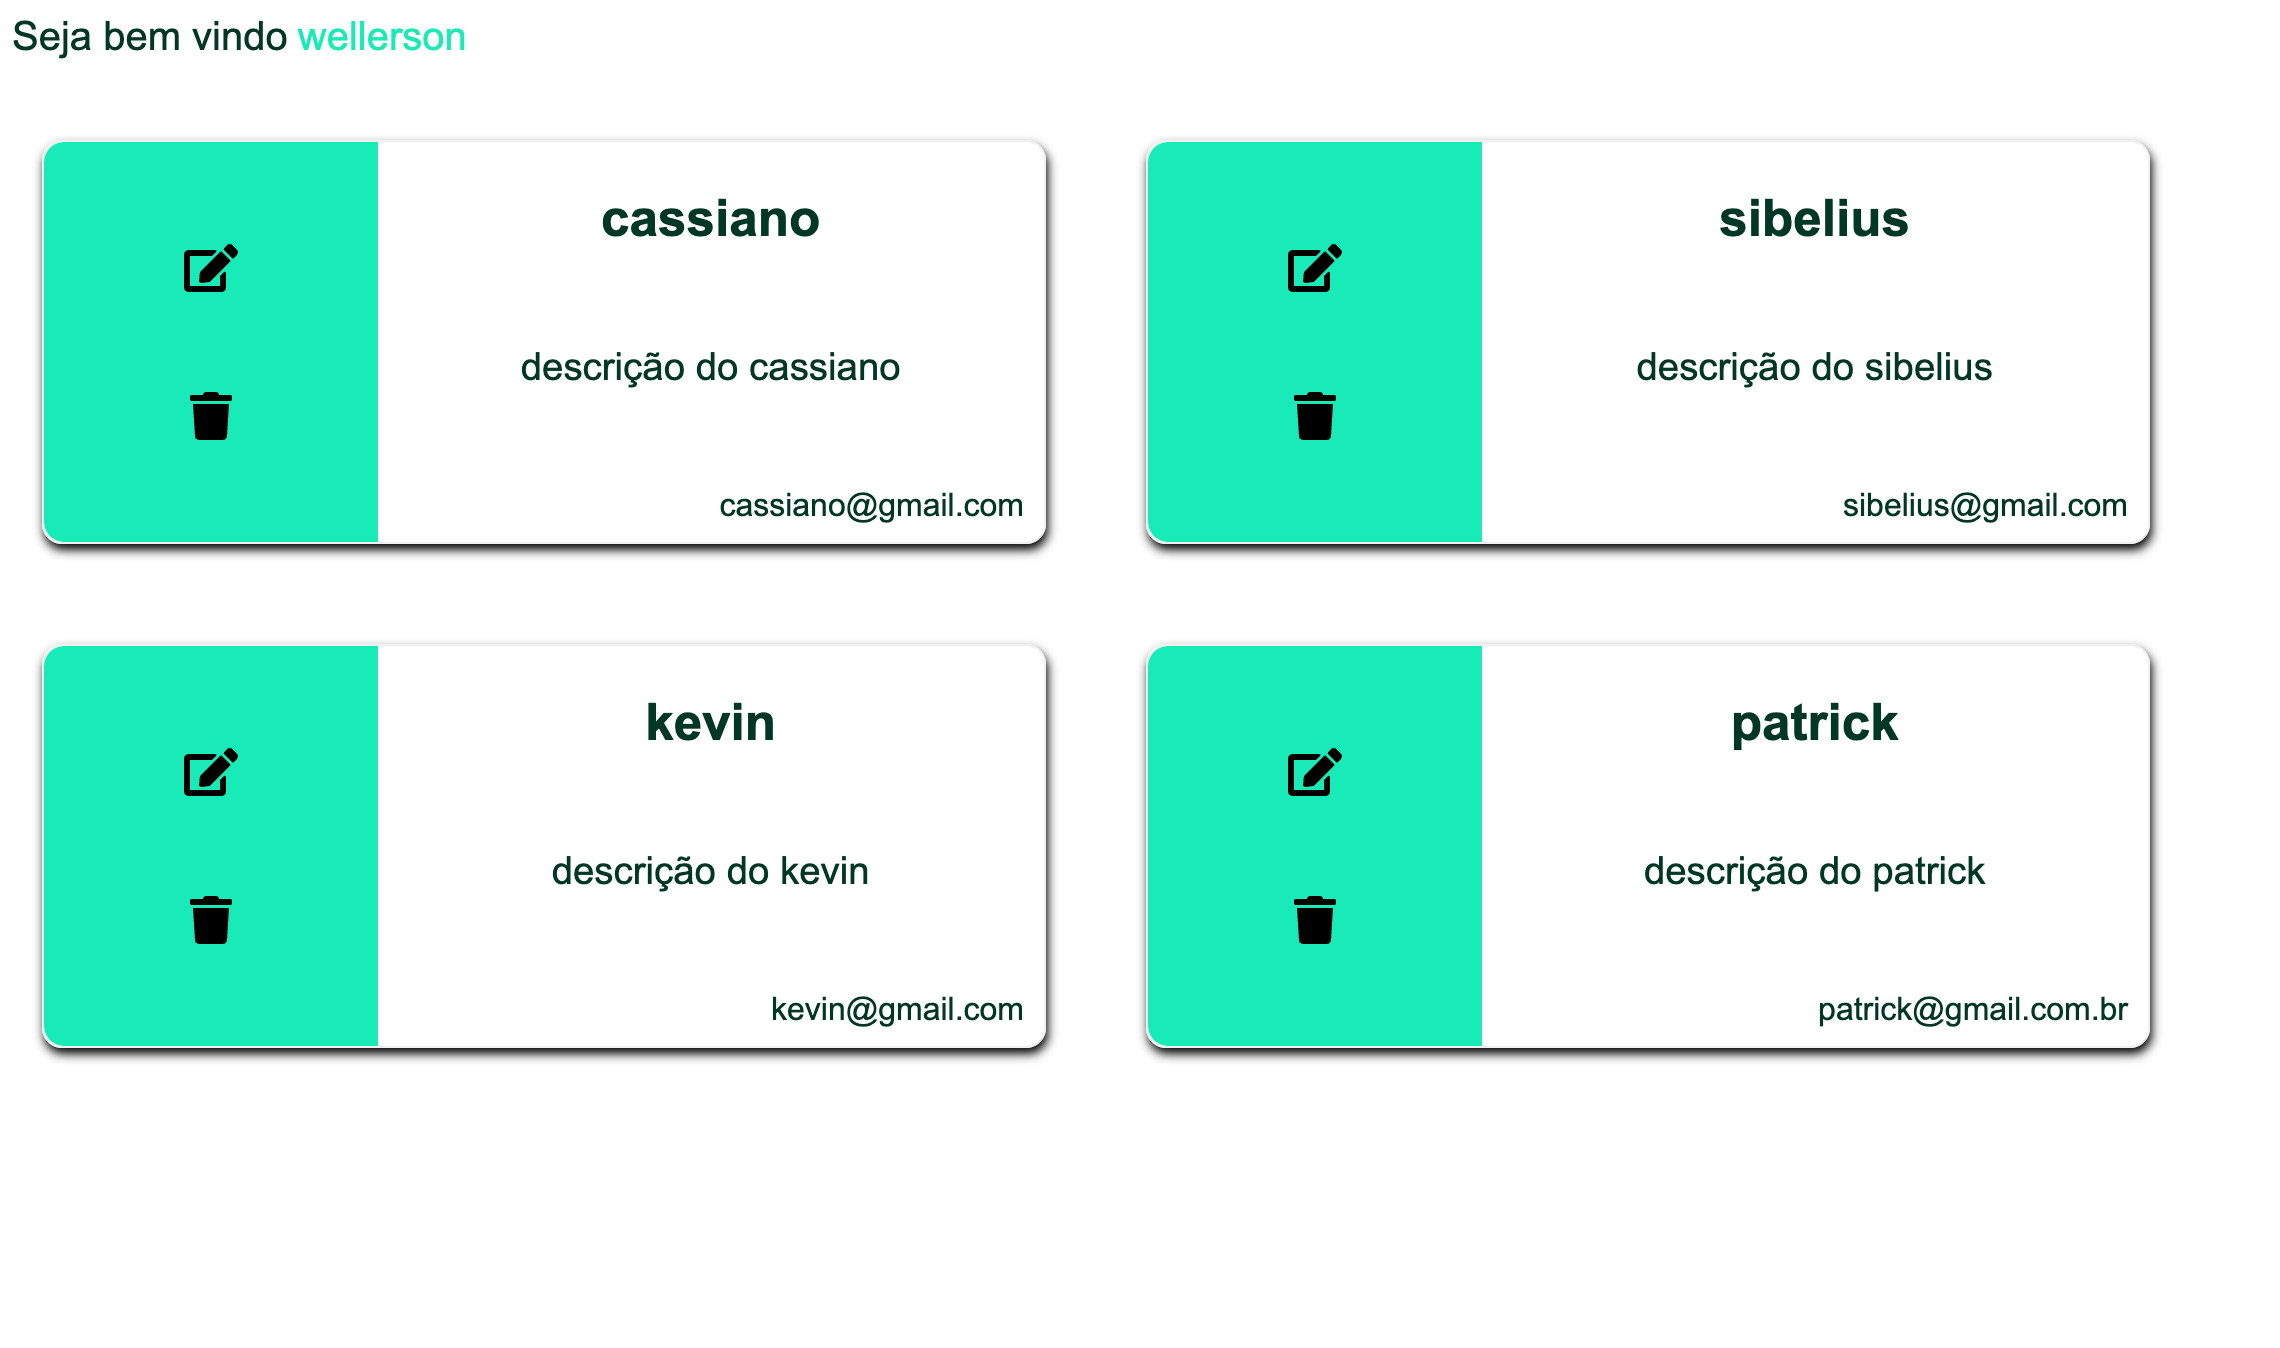 Seja bem vindo wellerson
cassiano
descrição do cassiano
cassiano@gmail.com
sibelius
descrição do sibelius
sibelius@gmail.com
kevin
descrição do kevin
kevin@gmail.com
patrick
descrição do patrick
patrick@gmail.com.br